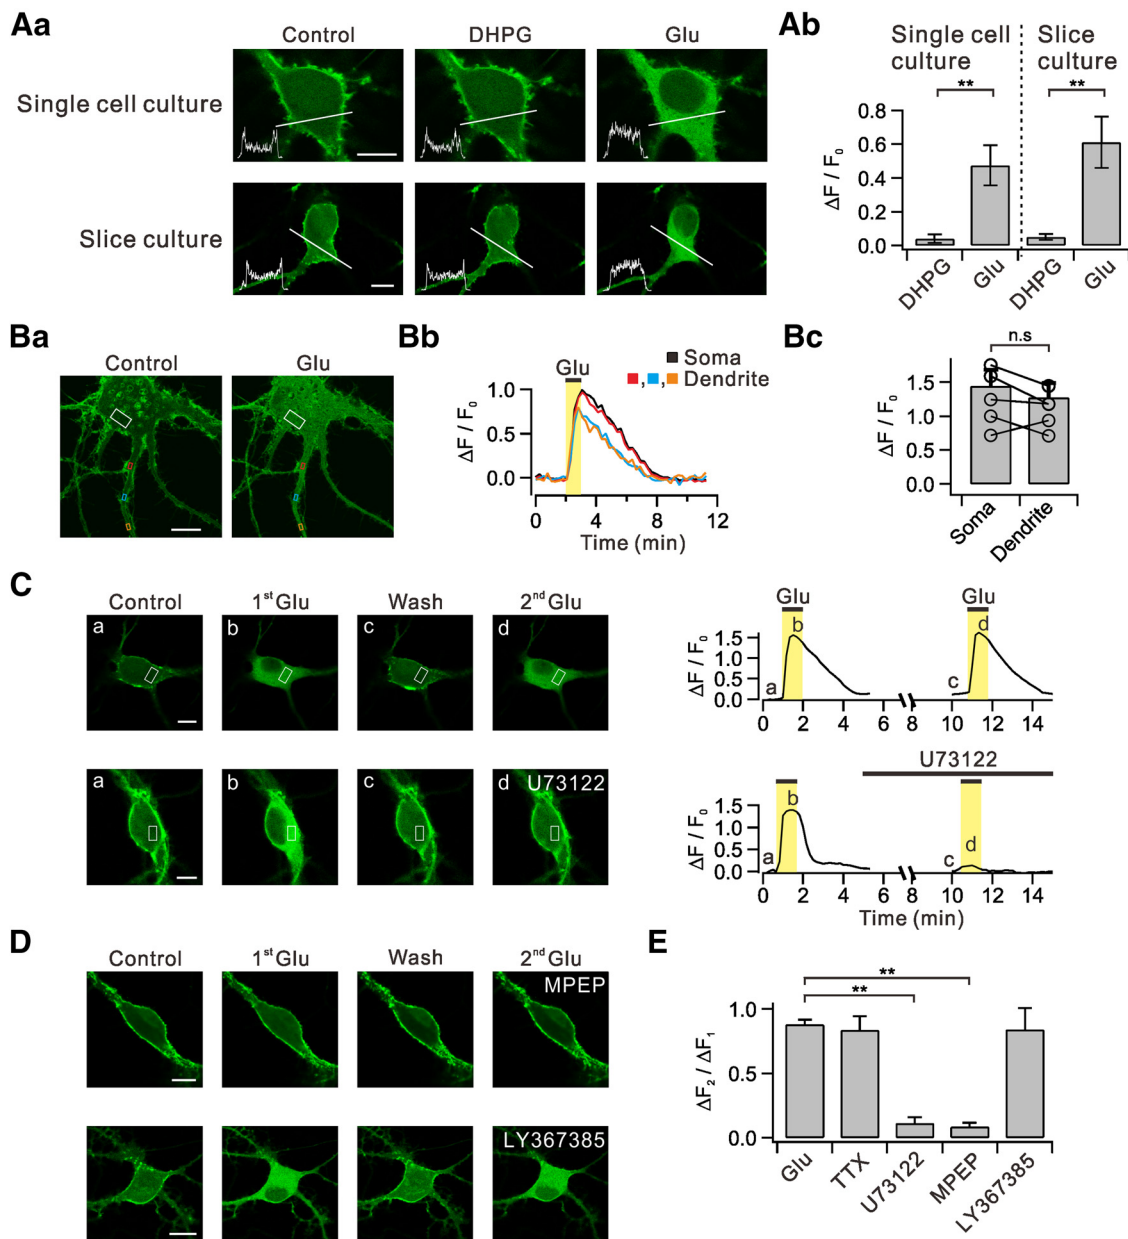 Aa
Control
DHPG
Glu
Single cell culture
Slice culture
Ab
Single cell culture
Slice culture
**
**
ΔF / F0
0.8
0.6
0.4
0.2
0.0
DHPG
Glu
DHPG
Glu
Ba
Control
Glu
Bb
Glu
Soma
, , Dendrite
ΔF / F0
1.0
0.5
0.0
0
4
8
12
Time (min)
Bc
n.s
ΔF / F0
1.5
1.0
0.5
0.0
Soma
Dendrite
C
Control
1st Glu
Wash
2nd Glu
a
b
c
d
a
b
c
d
U73122
Glu
Glu
ΔF / F0
1.5
1.0
0.5
0.0
a
b
c
d
0
2
4
6
8
10
12
14
U73122
ΔF / F0
1.5
1.0
0.5
0.0
a
b
c
d
0
2
4
6
8
10
12
14
Time (min)
D
Control
1st Glu
Wash
2nd Glu
MPEP
LY367385
E
**
**
ΔF2 / ΔF1
1.0
0.5
0.0
Glu
TTX
U73122
MPEP
LY367385